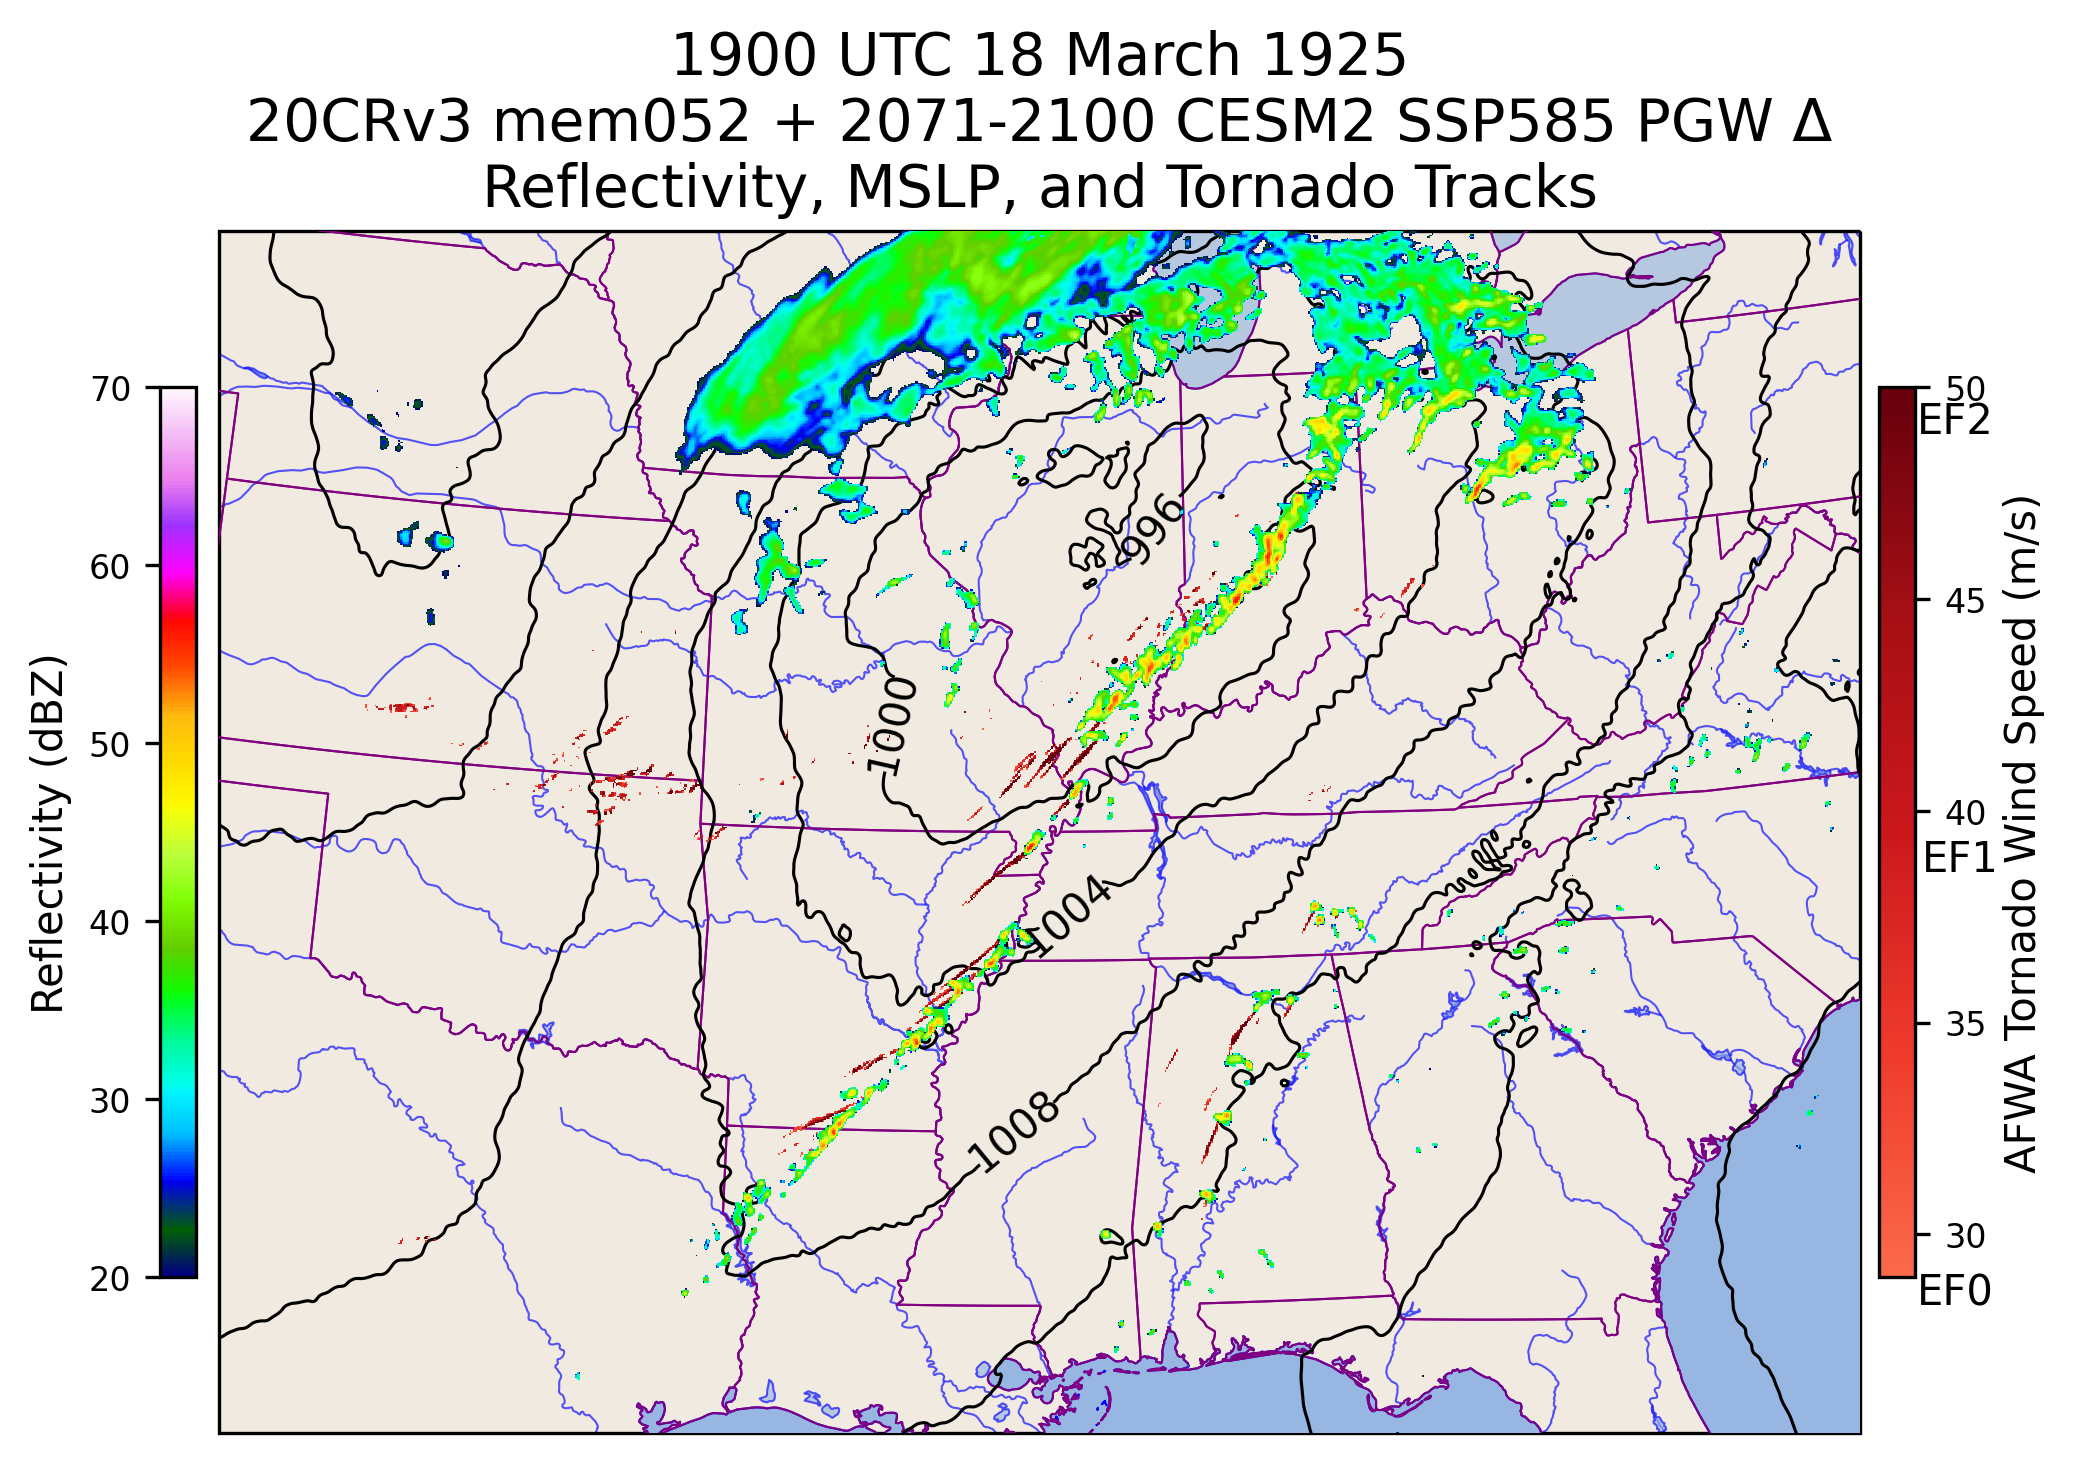 1900 UTC 18 March 1925
20CRv3 mem052 + 2071-2100 CESM2 SSP585 PGW Δ
Reflectivity, MSLP, and Tornado Tracks
70
60
50
40
30
20
Reflectivity (dBZ)
996
1000
1004
1008
50
EF2
45
40
EF1
35
30
EF0
AFWA Tornado Wind Speed (m/s)